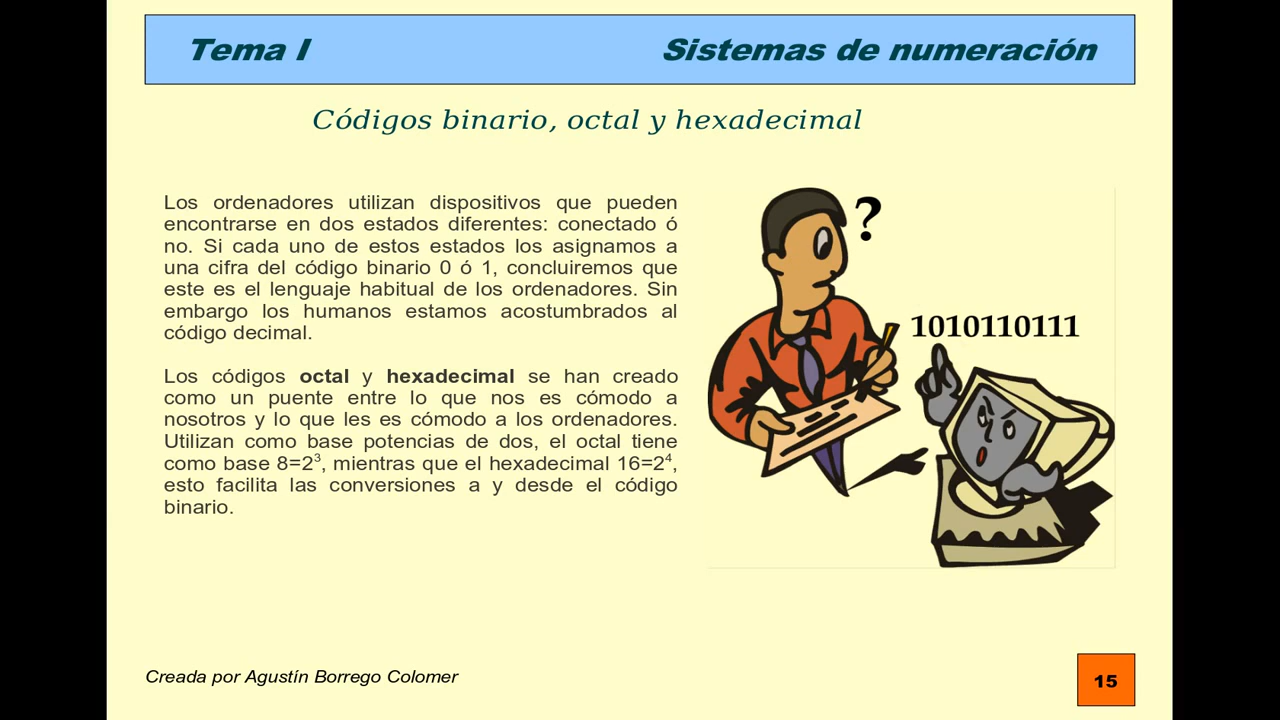 Tema I
Sistemas de numeración
Códigos binario, octal y hexadecimal
Los ordenadores utilizan dispositivos que pueden
encontrarse en dos estados diferentes: conectado ó
no. Si cada uno de estos estados los asignamos a
una cifra del código binario 0 ó 1, concluiremos que
este es el lenguaje habitual de los ordenadores. Sin
embargo los humanos estamos acostumbrados al
código decimal.
Los códigos octal y hexadecimal se han creado
como un puente entre lo que nos es cómodo a
nosotros y lo que les es cómodo a los ordenadores.
Utilizan como base potencias de dos, el octal tiene
como base 8=2³, mientras que el hexadecimal 16=2⁴,
esto facilita las conversiones a y desde el código
binario.
?
1010110111
Creada por Agustín Borrego Colomer
15